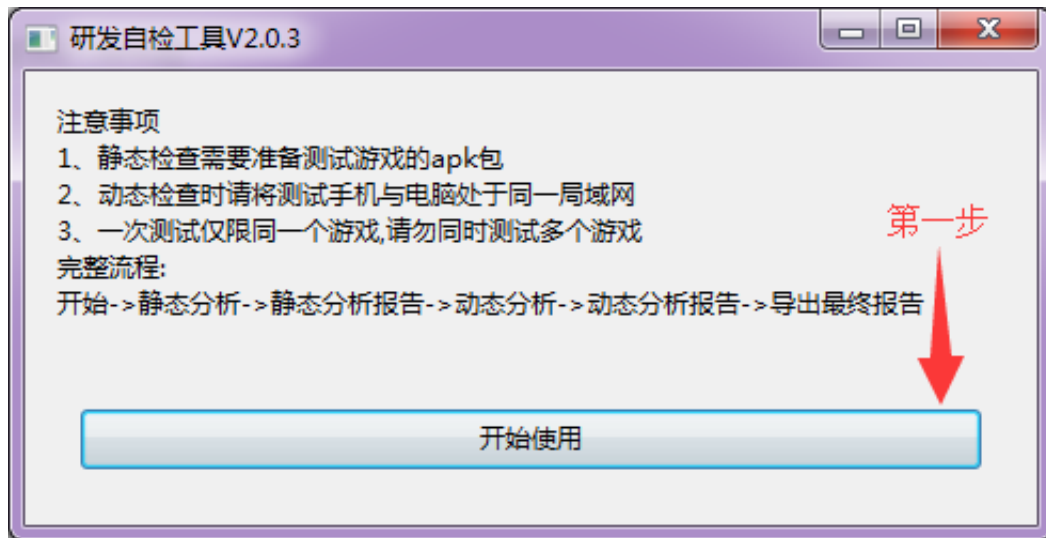 研发自检工具V2.0.3
注意事项
1、静态检查需要准备测试游戏的apk包
2、动态检查时请将测试手机与电脑处于同一局域网
3、一次测试仅限同一个游戏,请勿同时测试多个游戏
第一步
完整流程:
开始->静态分析->静态分析报告->动态分析->动态分析报告->导出最终报告
开始使用